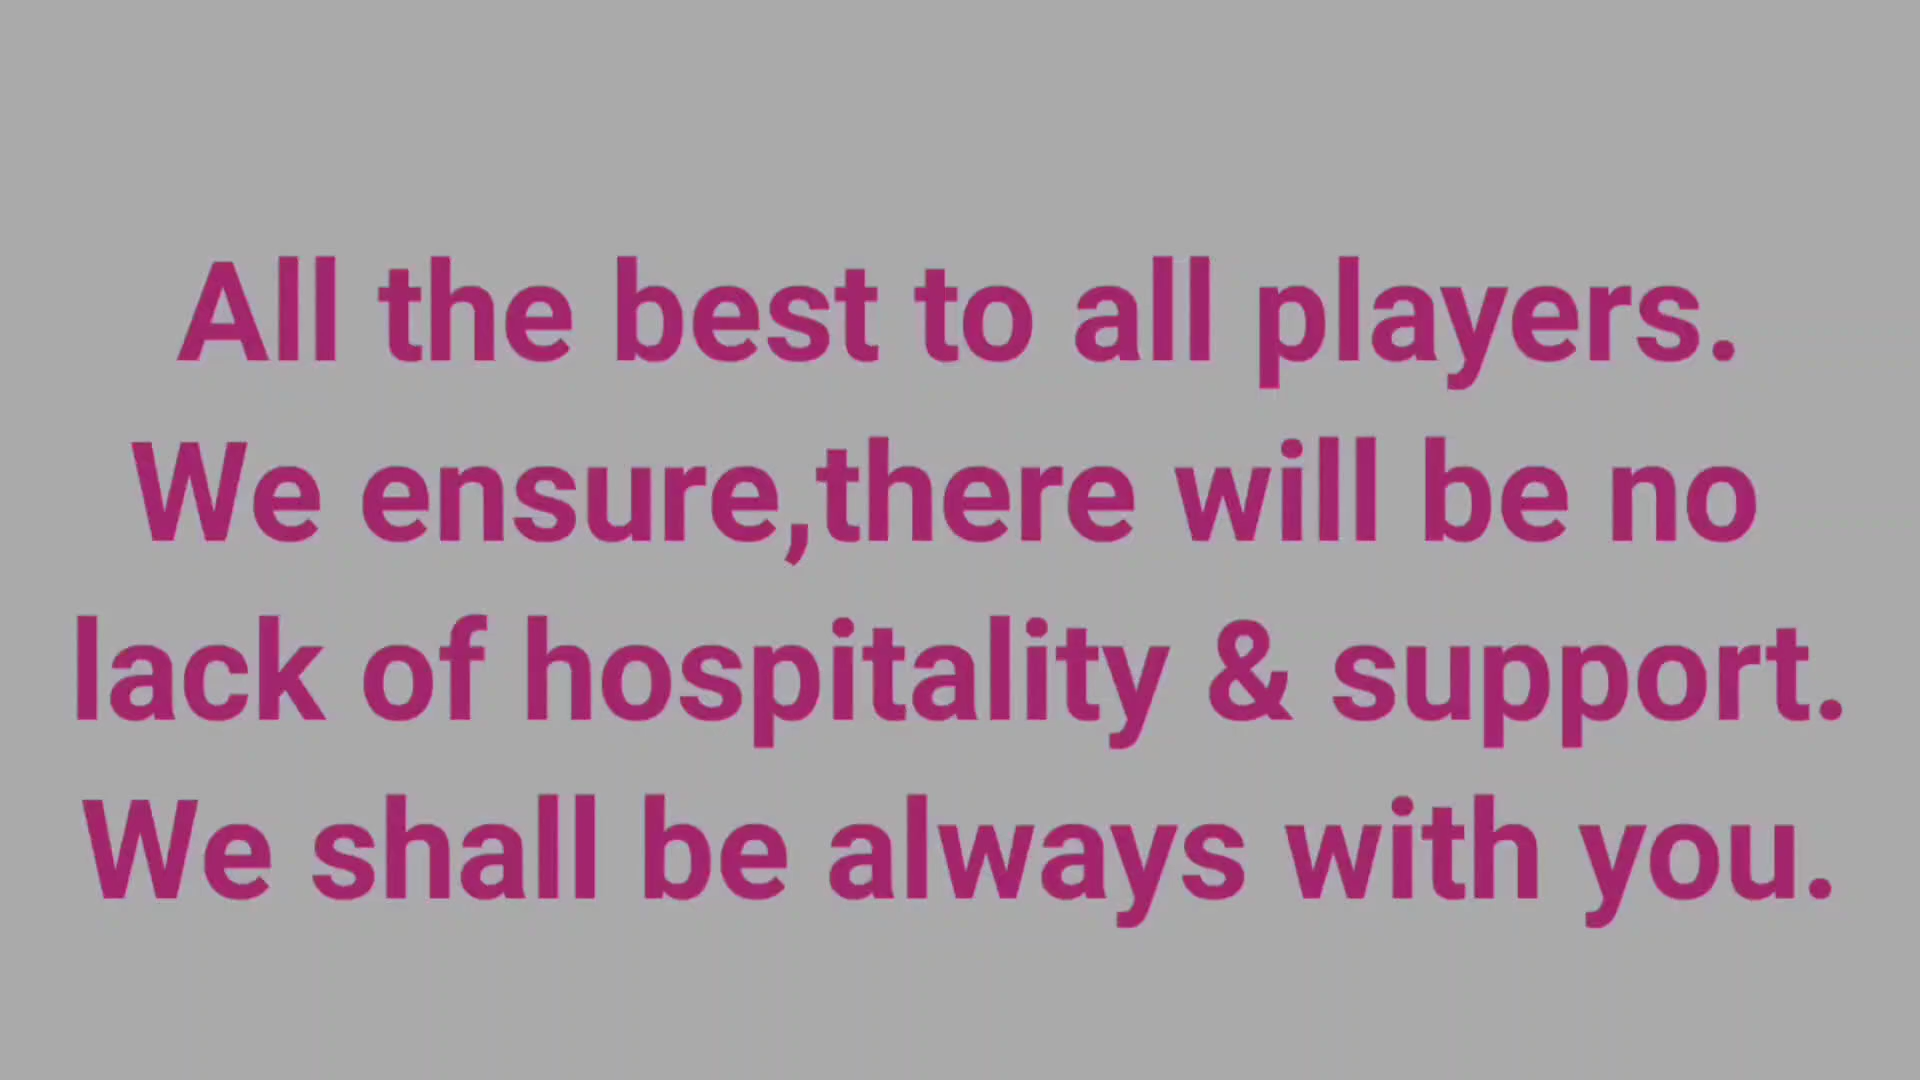 All the best to all players.
We ensure,there will be no
lack of hospitality & support.
We shall be always with you.